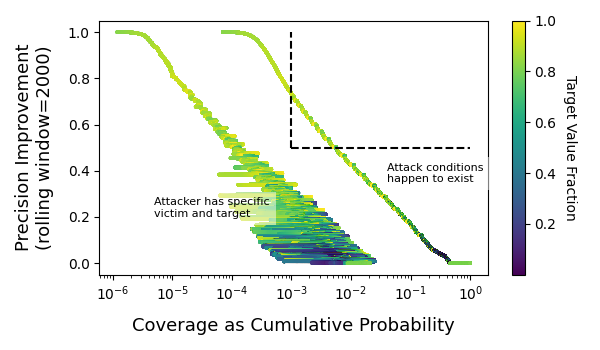 Precision Improvement
(rolling window=2000)
1.0
0.8
0.6
0.4
0.2
0.0
Attack conditions
happen to exist
Attacker has specific
victim and target
10⁻⁶ 10⁻⁵ 10⁻⁴ 10⁻³ 10⁻² 10⁻¹ 10⁰
Coverage as Cumulative Probability
1.0
0.8
0.6
0.4
0.2
Target Value Fraction